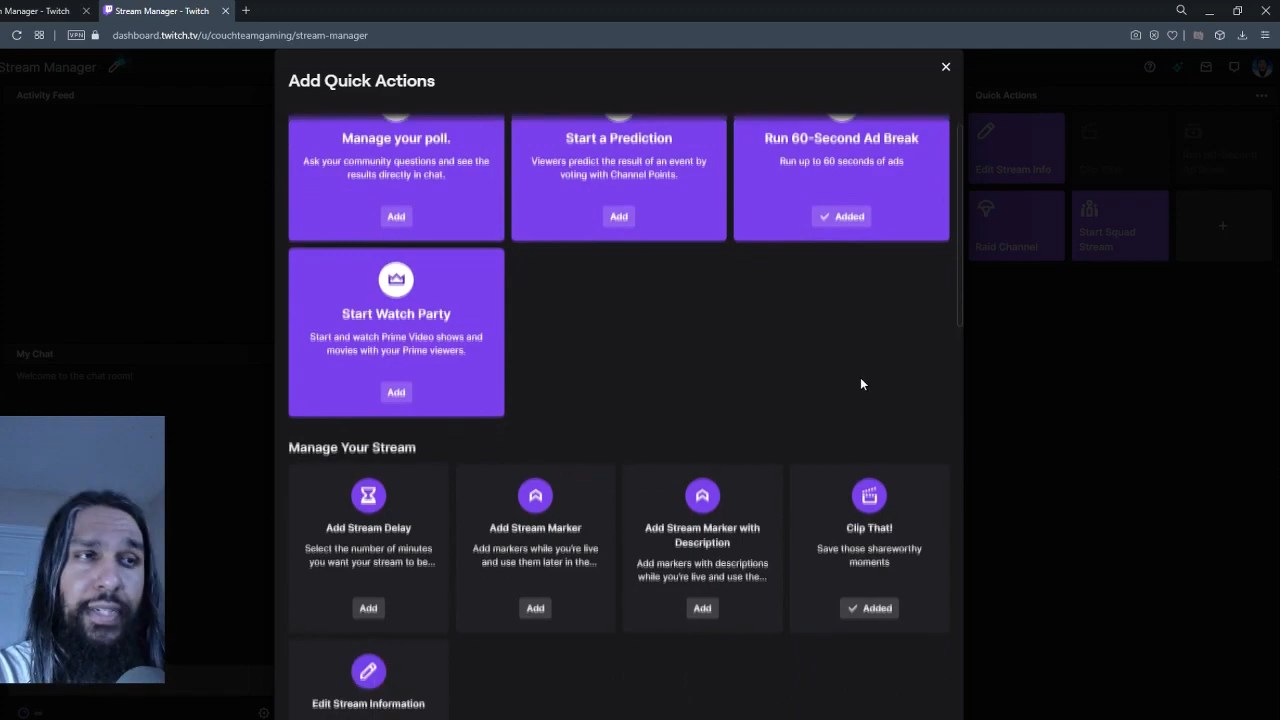 n Manager - Twitch
Stream Manager - Twitch
VPN
dashboard.twitch.tv/u/couchteamgaming/stream-manager
Stream Manager
Activity Feed
My Chat
Welcome to the chat room!
Add Quick Actions
Manage your poll.
Ask your community questions and see the
results directly in chat.
Add
Start a Prediction
Viewers predict the result of an event by
voting with Channel Points.
Add
Run 60-Second Ad Break
Run up to 60 seconds of ads
Added
Start Watch Party
Start and watch Prime Video shows and
movies with your Prime viewers.
Add
Manage Your Stream
Add Stream Delay
Select the number of minutes
you want your stream to be...
Add
Add Stream Marker
Add markers while you're live
and use them later in the...
Add
Add Stream Marker with
Description
Add markers with descriptions
while you're live and use the...
Add
Clip That!
Save those shareworthy
moments
Added
Edit Stream Information
Quick Actions
Edit Stream Info
Raid Channel
Start Squad
Stream